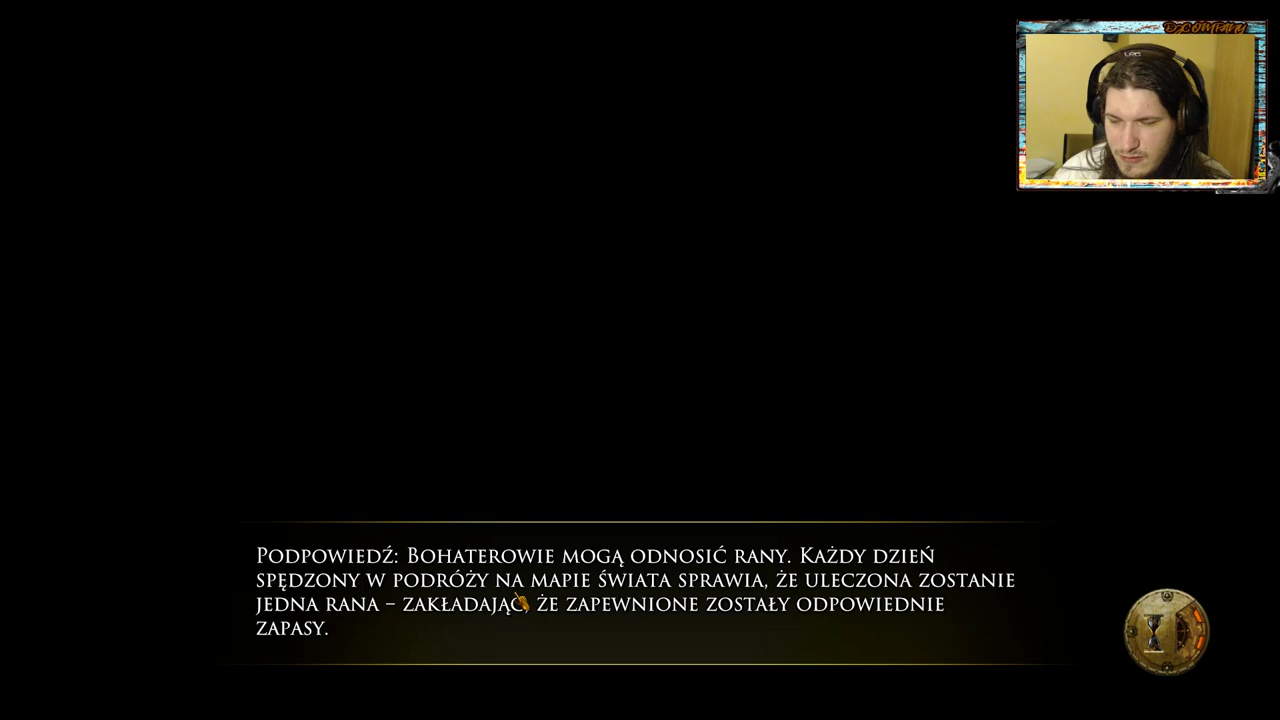 DZCOMPANY
Podpowiedź: Bohaterowie mogą odnosić rany. Każdy dzień
spędzony w podróży na mapie świata sprawia, że uleczona zostanie
jedna rana – zakładając, że zapewnione zostały odpowiednie
zapasy.